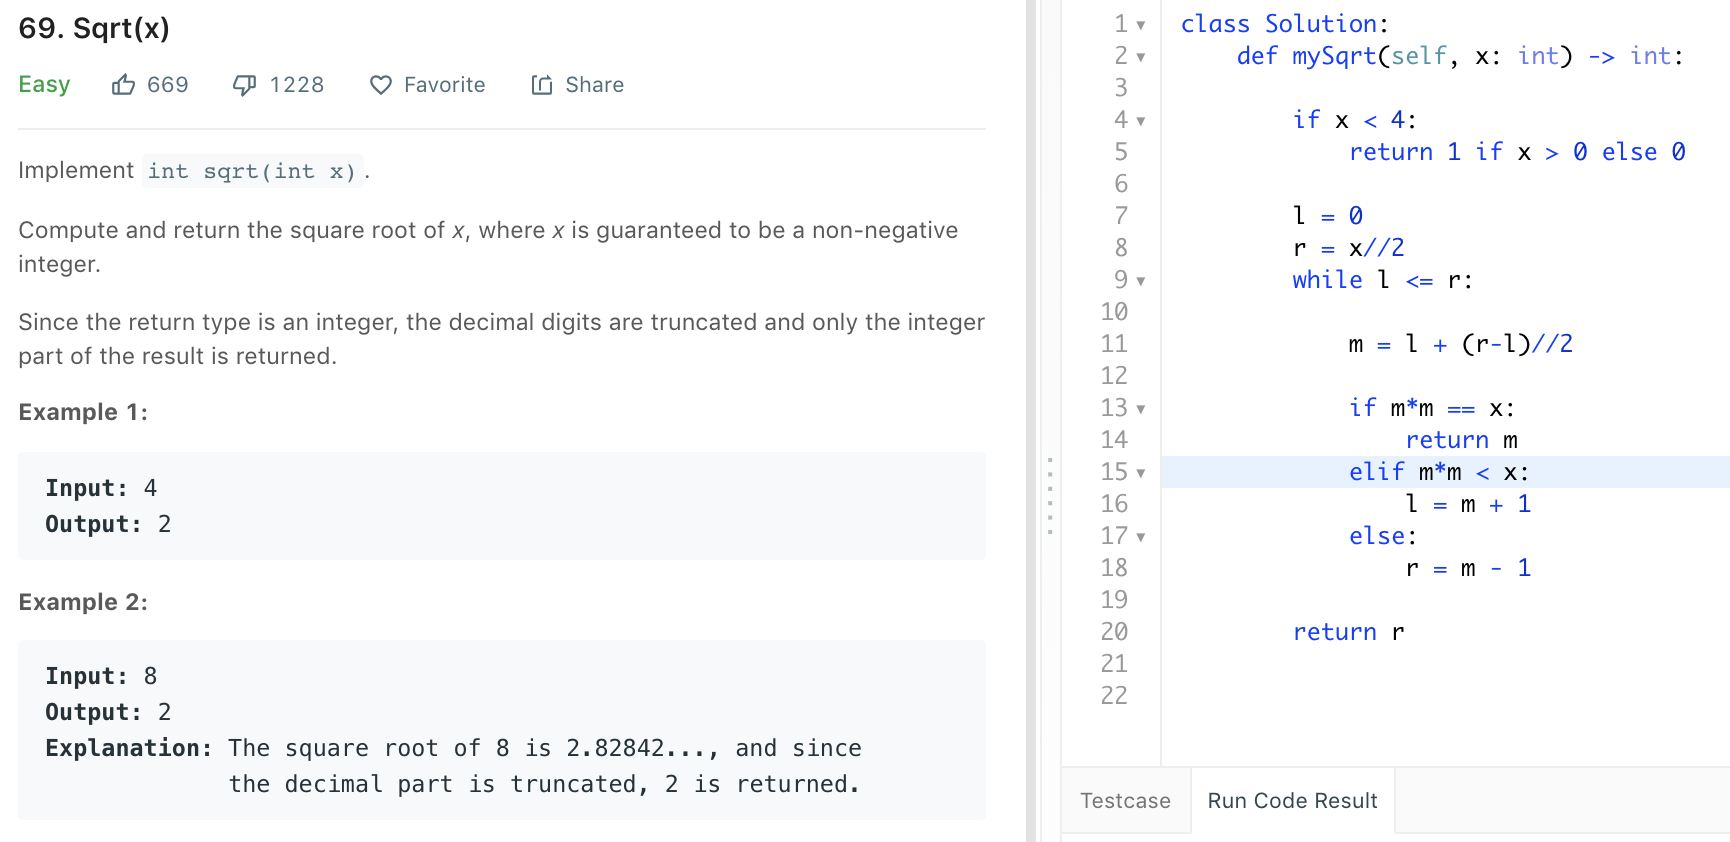 69. Sqrt(x)
Easy 669 1228 Favorite Share
Implement int sqrt(int x).
Compute and return the square root of x, where x is guaranteed to be a non-negative
integer.
Since the return type is an integer, the decimal digits are truncated and only the integer
part of the result is returned.
Example 1:
Input: 4
Output: 2
Example 2:
Input: 8
Output: 2
Explanation: The square root of 8 is 2.82842..., and since
the decimal part is truncated, 2 is returned.
1 class Solution:
2     def mySqrt(self, x: int) -> int:
3
4         if x < 4:
5             return 1 if x > 0 else 0
6
7         l = 0
8         r = x//2
9         while l <= r:
10
11             m = l + (r-l)//2
12
13             if m*m == x:
14                 return m
15             elif m*m < x:
16                 l = m + 1
17             else:
18                 r = m - 1
19
20         return r
21
22
Testcase Run Code Result